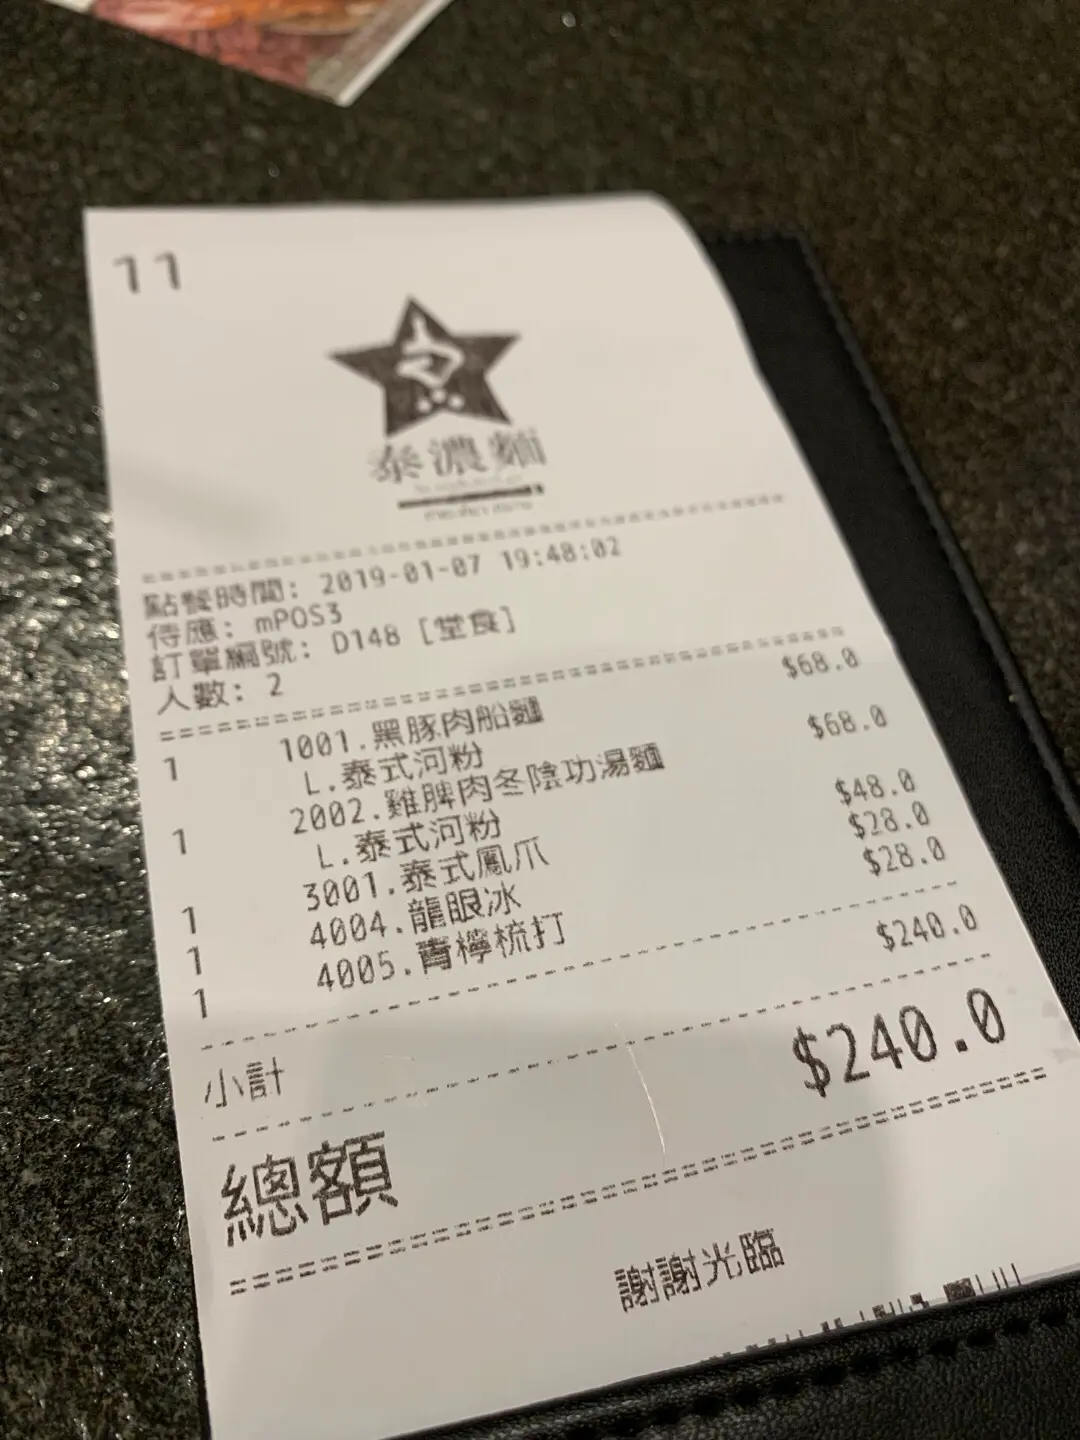 11
泰濃麵
點餐時間: 2019-01-07 19:48:02
侍應: mPOS3
訂單編號: D148 [堂食]
人數: 2
1 1001.黑豚肉船麵 $68.0
L.泰式河粉
1 2002.雞脾肉冬陰功湯麵 $68.0
L.泰式河粉
1 3001.泰式鳳爪 $48.0
1 4004.龍眼冰 $28.0
1 4005.青檸梳打 $28.0
小計 $240.0
總額 $240.0
謝謝光臨